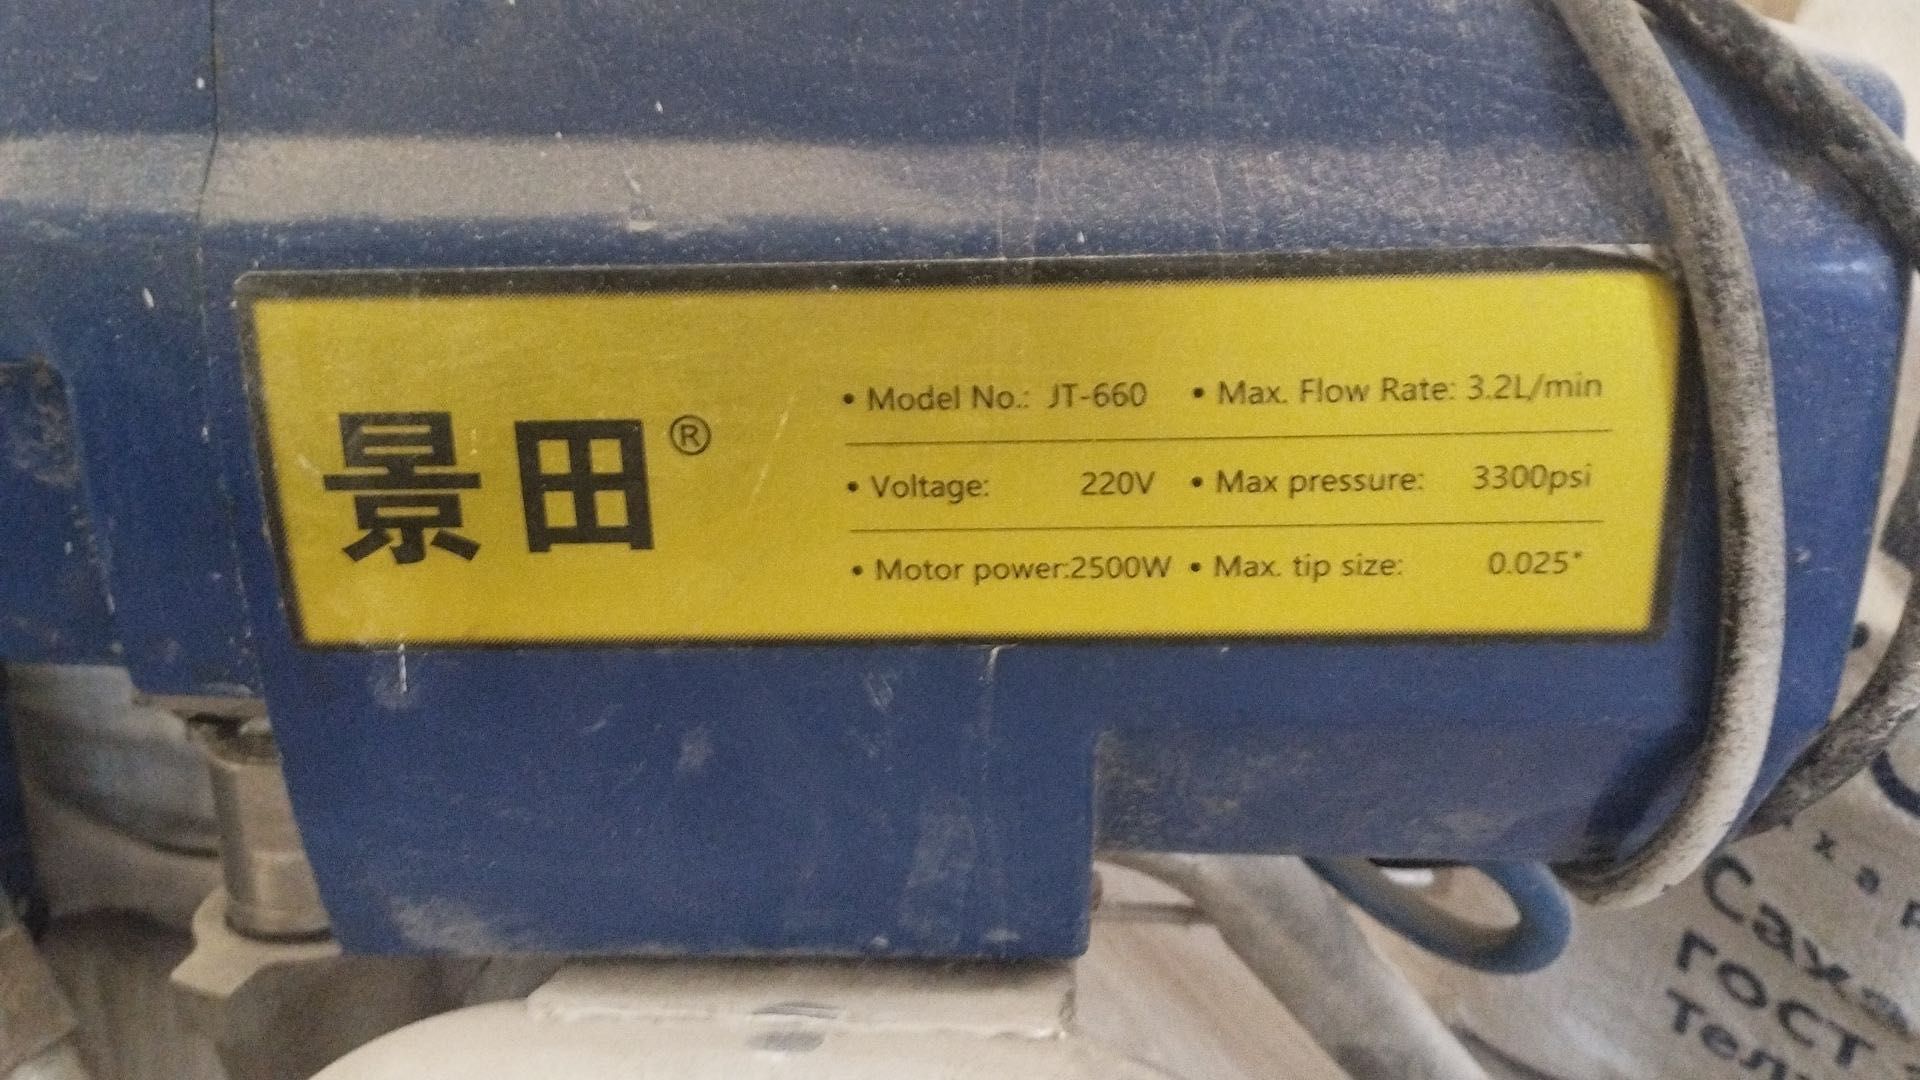 景田®
• Model No.: JT-660 • Max. Flow Rate: 3.2L/min
• Voltage: 220V • Max pressure: 3300psi
• Motor power:2500W • Max. tip size: 0.025"
х а р
Сах
ГОСТ
Тел